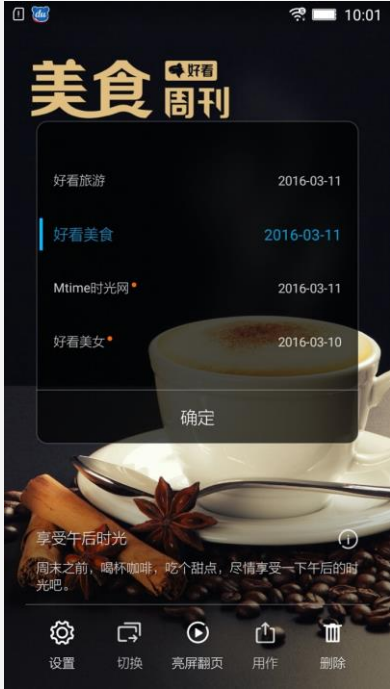 du
10:01
美食
好看
周刊
好看旅游 2016-03-11
好看美食 2016-03-11
Mtime时光网 2016-03-11
好看美女 2016-03-10
确定
享受午后时光
周末之前，喝杯咖啡，吃个甜点，尽情享受一下午后的时
光吧。
设置 切换 亮屏翻页 用作 删除